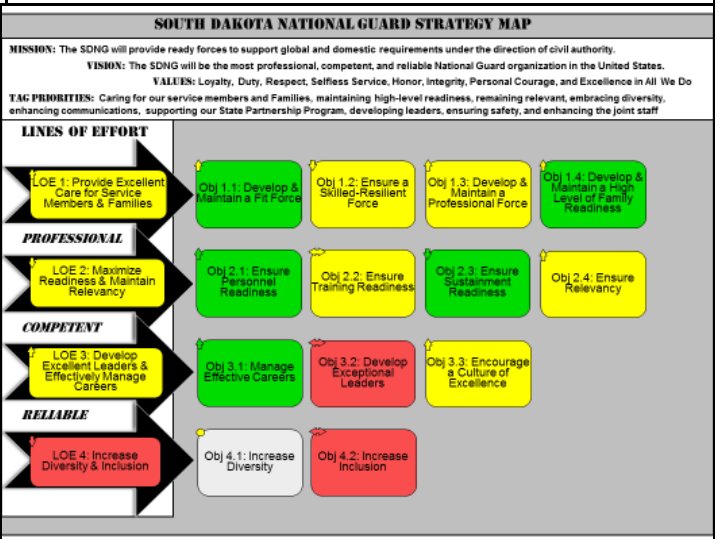 SOUTH DAKOTA NATIONAL GUARD STRATEGY MAP
MISSION: The SDNG will provide ready forces to support global and domestic requirements under the direction of civil authority.
VISION: The SDNG will be the most professional, competent, and reliable National Guard organization in the United States.
VALUES: Loyalty, Duty, Respect, Selfless Service, Honor, Integrity, Personal Courage, and Excellence in All We Do
TAG PRIORITIES: Caring for our service members and Families, maintaining high-level readiness, remaining relevant, embracing diversity,
enhancing communications, supporting our State Partnership Program, developing leaders, ensuring safety, and enhancing the joint staff
LINES OF EFFORT
LOE 1: Provide Excellent
Care for Service
Members & Families
Obj 1.1: Develop &
Maintain a Fit Force
Obj 1.2: Ensure a
Skilled-Resilient
Force
Obj 1.3: Develop &
Maintain a
Professional Force
Obj 1.4: Develop &
Maintain a High
Level of Family
Readiness
PROFESSIONAL
LOE 2: Maximize
Readiness & Maintain
Relevancy
Obj 2.1: Ensure
Personnel
Readiness
Obj 2.2: Ensure
Training Readiness
Obj 2.3: Ensure
Sustainment
Readiness
Obj 2.4: Ensure
Relevancy
COMPETENT
LOE 3: Develop
Excellent Leaders &
Effectively Manage
Careers
Obj 3.1: Manage
Effective Careers
Obj 3.2: Develop
Exceptional
Leaders
Obj 3.3: Encourage
a Culture of
Excellence
RELIABLE
LOE 4: Increase
Diversity & Inclusion
Obj 4.1: Increase
Diversity
Obj 4.2: Increase
Inclusion